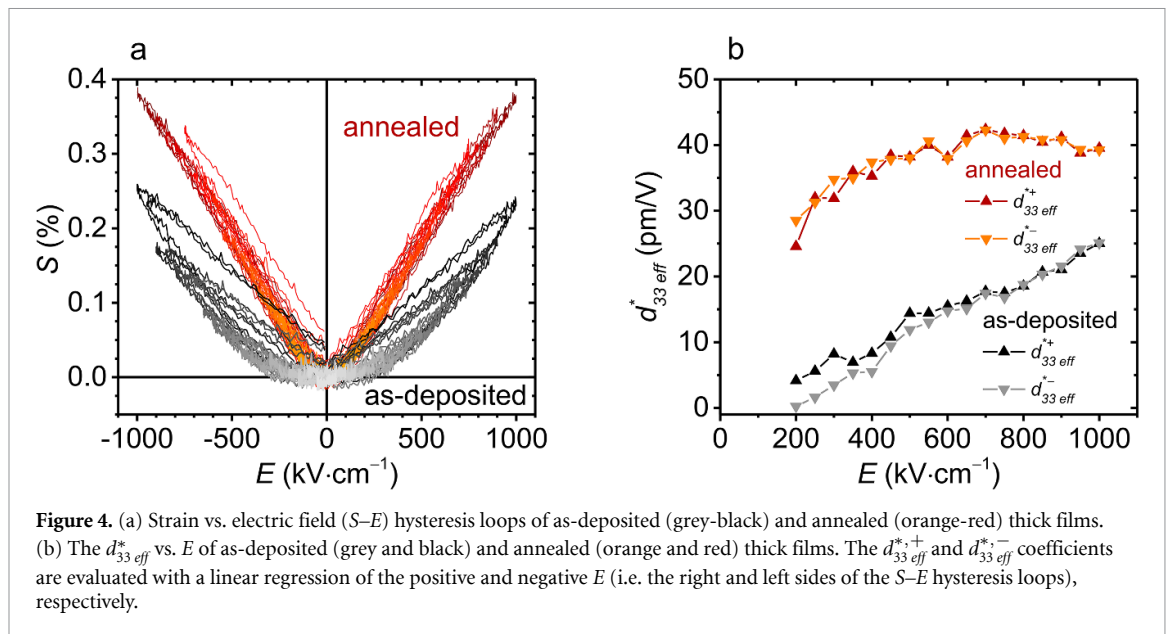 a
b
0.4
0.3
0.2
0.1
0.0
S (%)
annealed
as-deposited
-1000 -500 0 500 1000
E (kV·cm⁻¹)
50
40
30
20
10
0
d*33 eff (pm/V)
annealed
d*+33 eff
d*−33 eff
as-deposited
d*+33 eff
d*−33 eff
0 200 400 600 800 1000
E (kV·cm⁻¹)
Figure 4. (a) Strain vs. electric field (S–E) hysteresis loops of as-deposited (grey-black) and annealed (orange-red) thick films.
(b) The d*33 eff vs. E of as-deposited (grey and black) and annealed (orange and red) thick films. The d*,+33 eff and d*,−33 eff coefficients
are evaluated with a linear regression of the positive and negative E (i.e. the right and left sides of the S–E hysteresis loops),
respectively.